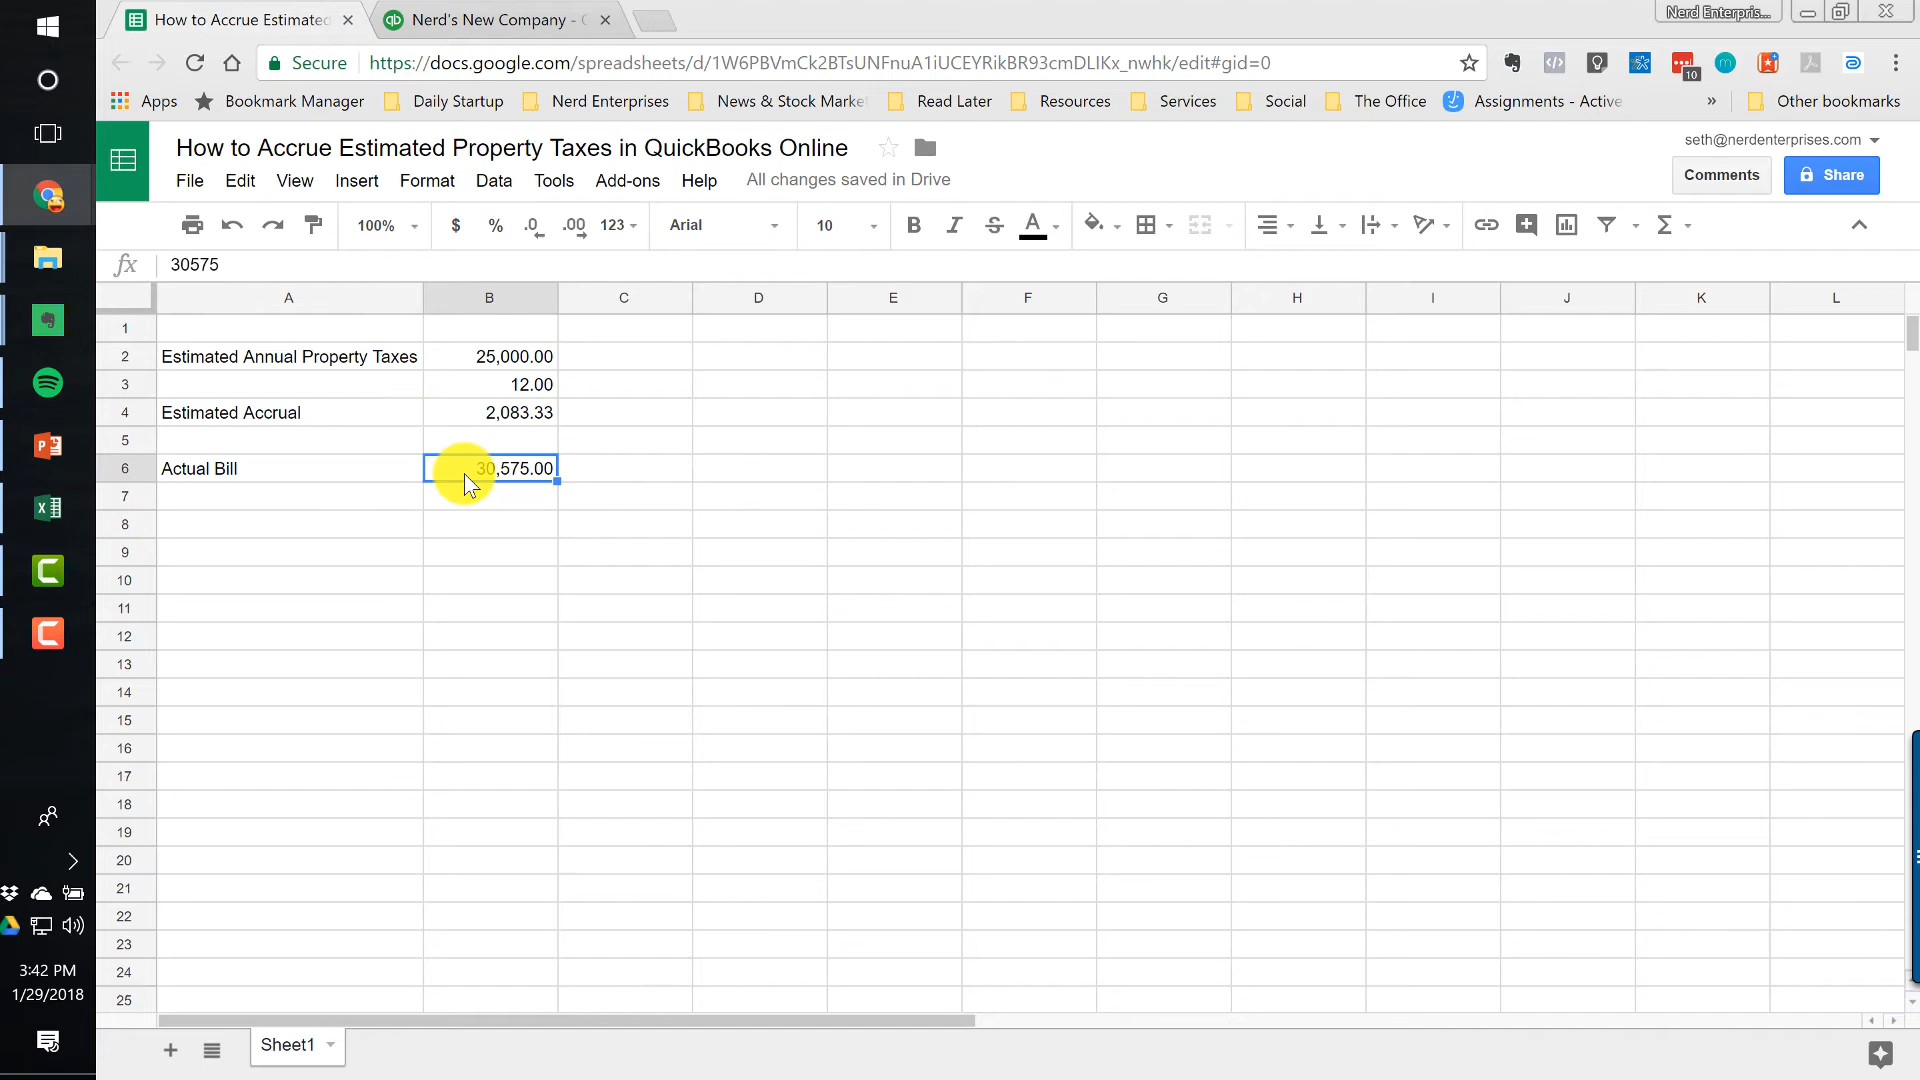 How to Accrue Estimated
Nerd's New Company - 
Nerd Enterpris...
Secure
https://docs.google.com/spreadsheets/d/1W6PBVmCk2BTsUNFnuA1iUCEYRikBR93cmDLIKx_nwhk/edit#gid=0
10
Apps
Bookmark Manager
Daily Startup
Nerd Enterprises
News & Stock Marke
Read Later
Resources
Services
Social
The Office
Assignments - Active
»
Other bookmarks
How to Accrue Estimated Property Taxes in QuickBooks Online
seth@nerdenterprises.com
File Edit View Insert Format Data Tools Add-ons Help All changes saved in Drive
Comments
Share
100% $ % .0 .00 123 Arial 10 B I S A Σ
fx 30575
A B C D E F G H I J K L
1
2 Estimated Annual Property Taxes 25,000.00
3 12.00
4 Estimated Accrual 2,083.33
5
6 Actual Bill 30,575.00
7
8
9
10
11
12
13
14
15
16
17
18
19
20
21
22
23
24
25
3:42 PM
1/29/2018
+ Sheet1